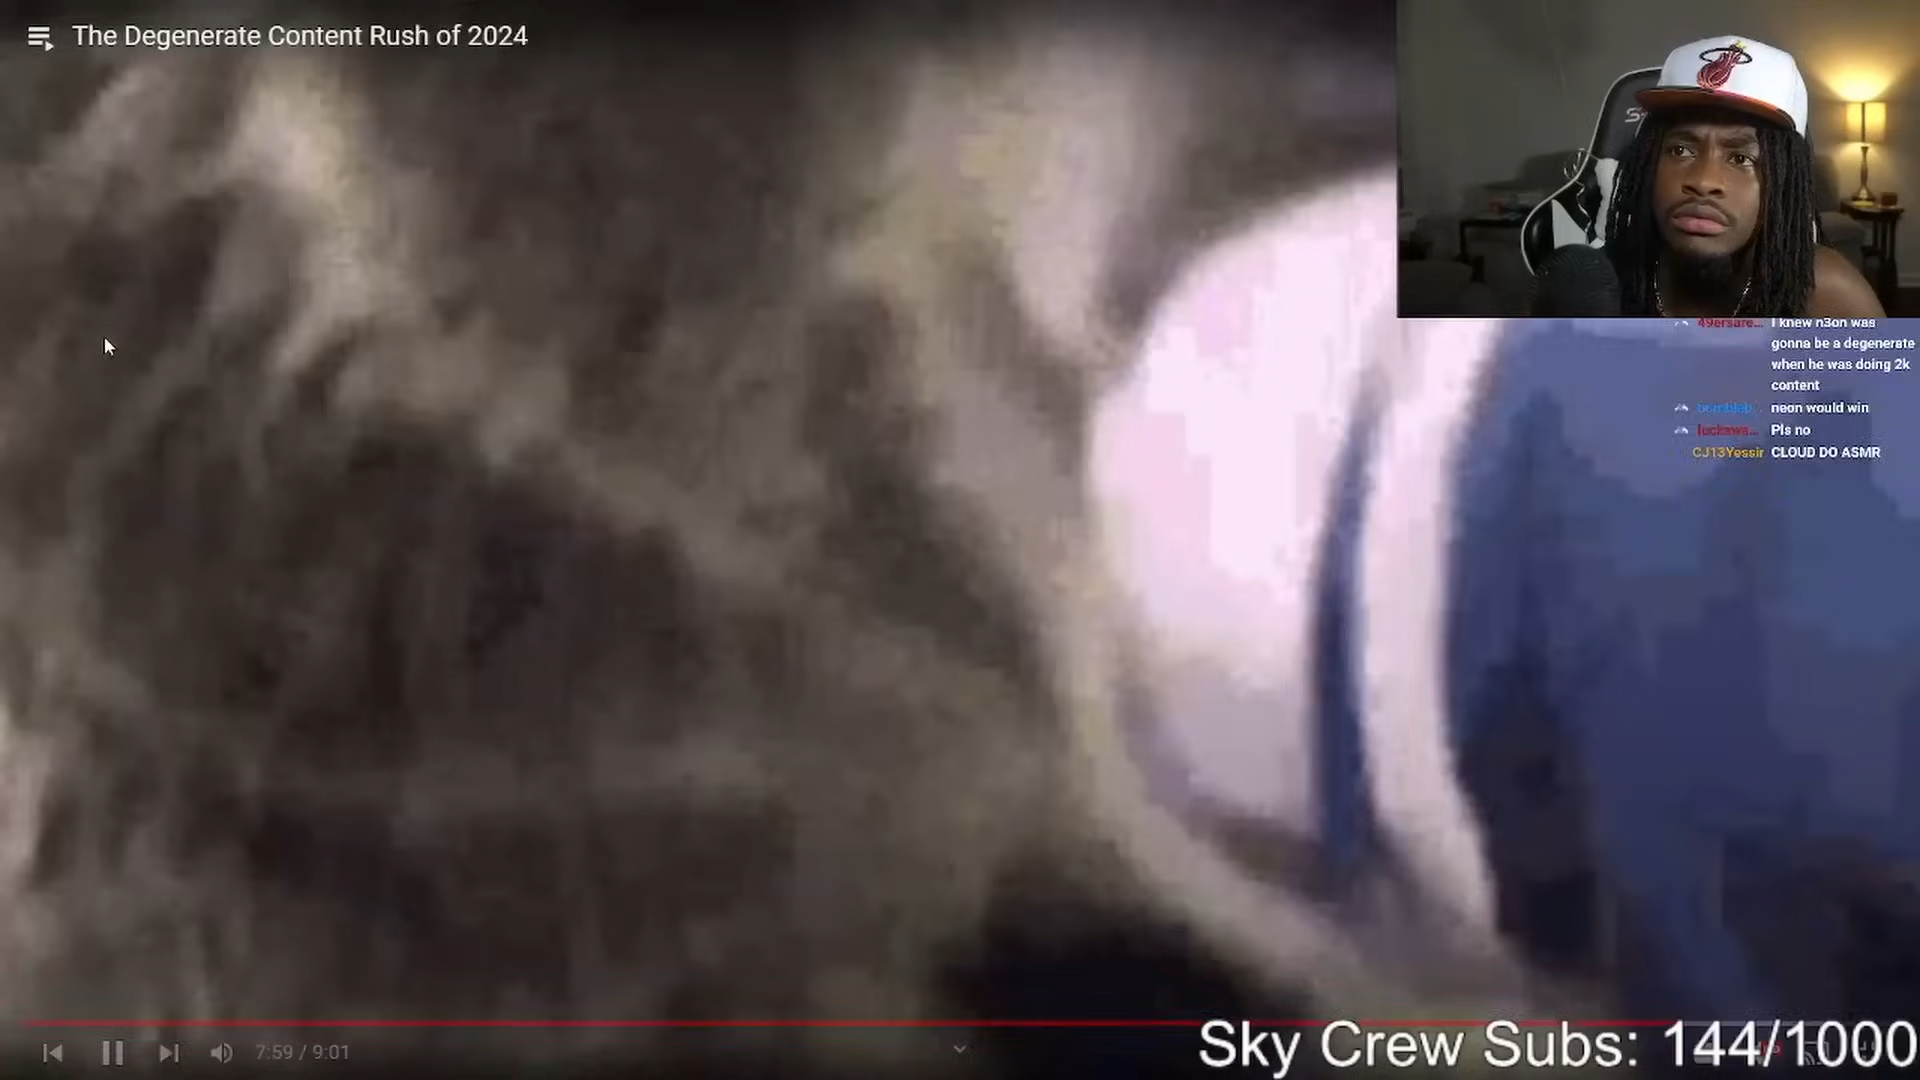 The Degenerate Content Rush of 2024
49ersare... I knew n3on was
gonna be a degenerate
when he was doing 2k
content
neon would win
Pls no
CJ13Yessir CLOUD DO ASMR
7:59 / 9:01
Sky Crew Subs: 144/1000